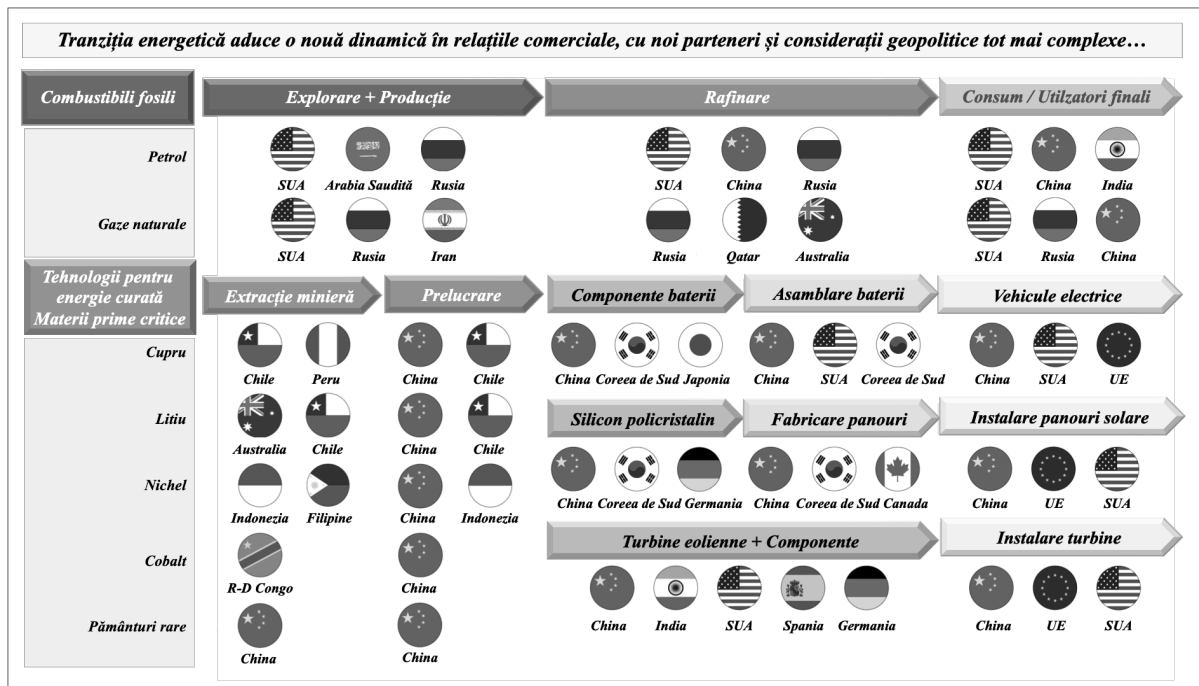 Tranziția energetică aduce o nouă dinamică în relațiile comerciale, cu noi parteneri și considerații geopolitice tot mai complexe…
Combustibili fosili
Explorare + Producție
Rafinare
Consum / Utilzatori finali
Petrol
SUA Arabia Saudită Rusia
SUA China Rusia
SUA China India
Gaze naturale
SUA Rusia Iran
Rusia Qatar Australia
SUA Rusia China
Tehnologii pentru
energie curată
Materii prime critice
Extracție minieră
Prelucrare
Componente baterii
Asamblare baterii
Vehicule electrice
Cupru
Chile Peru
China Chile
China Coreea de Sud Japonia
China SUA Coreea de Sud
China SUA UE
Litiu
Australia Chile
China Chile
Silicon policristalin
Fabricare panouri
Instalare panouri solare
Nichel
Indonezia Filipine
China Indonezia
China Coreea de Sud Germania
China Coreea de Sud Canada
China UE SUA
Turbine eoliene + Componente
Instalare turbine
Cobalt
R-D Congo
China
China India SUA Spania Germania
China UE SUA
Pământuri rare
China
China